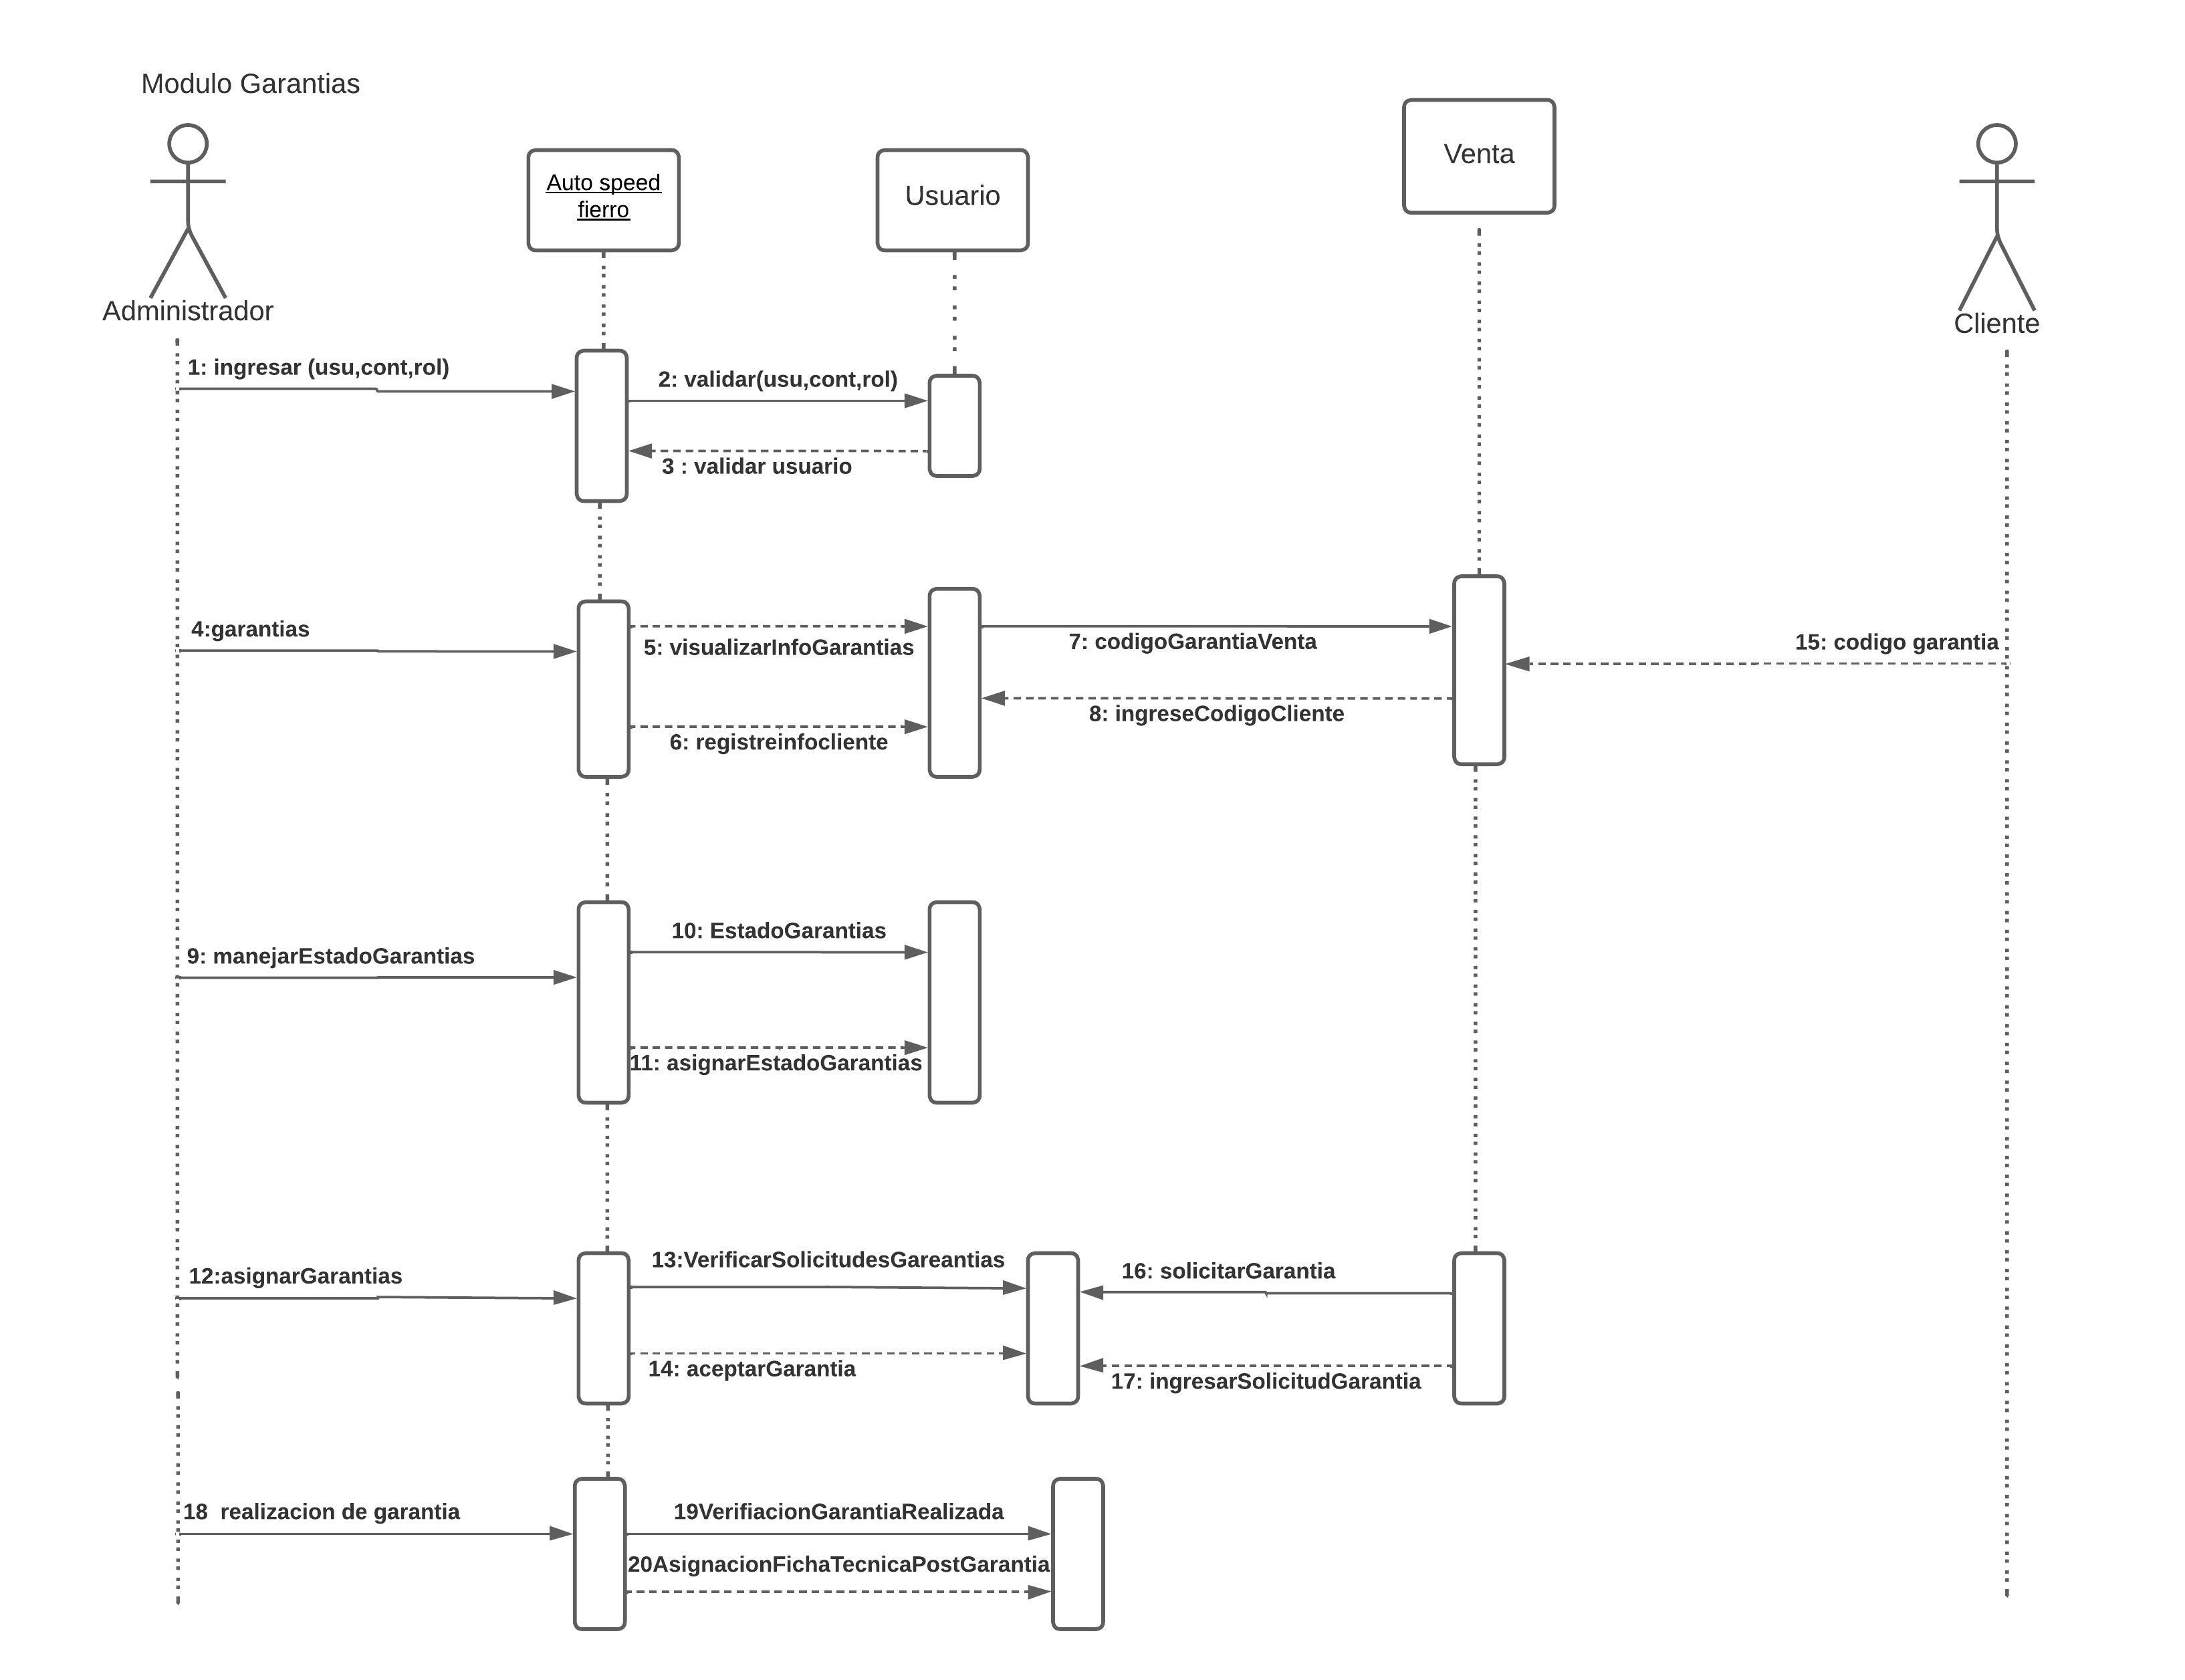 Modulo Garantias
Venta
Auto speed
fierro
Usuario
Administrador
Cliente
1: ingresar (usu,cont,rol)
2: validar(usu,cont,rol)
3 : validar usuario
4:garantias
5: visualizarInfoGarantias
7: codigoGarantiaVenta
15: codigo garantia
8: ingreseCodigoCliente
6: registreinfocliente
10: EstadoGarantias
9: manejarEstadoGarantias
11: asignarEstadoGarantias
13:VerificarSolicitudesGareantias
12:asignarGarantias
16: solicitarGarantia
14: aceptarGarantia
17: ingresarSolicitudGarantia
18  realizacion de garantia
19VerifiacionGarantiaRealizada
20AsignacionFichaTecnicaPostGarantia